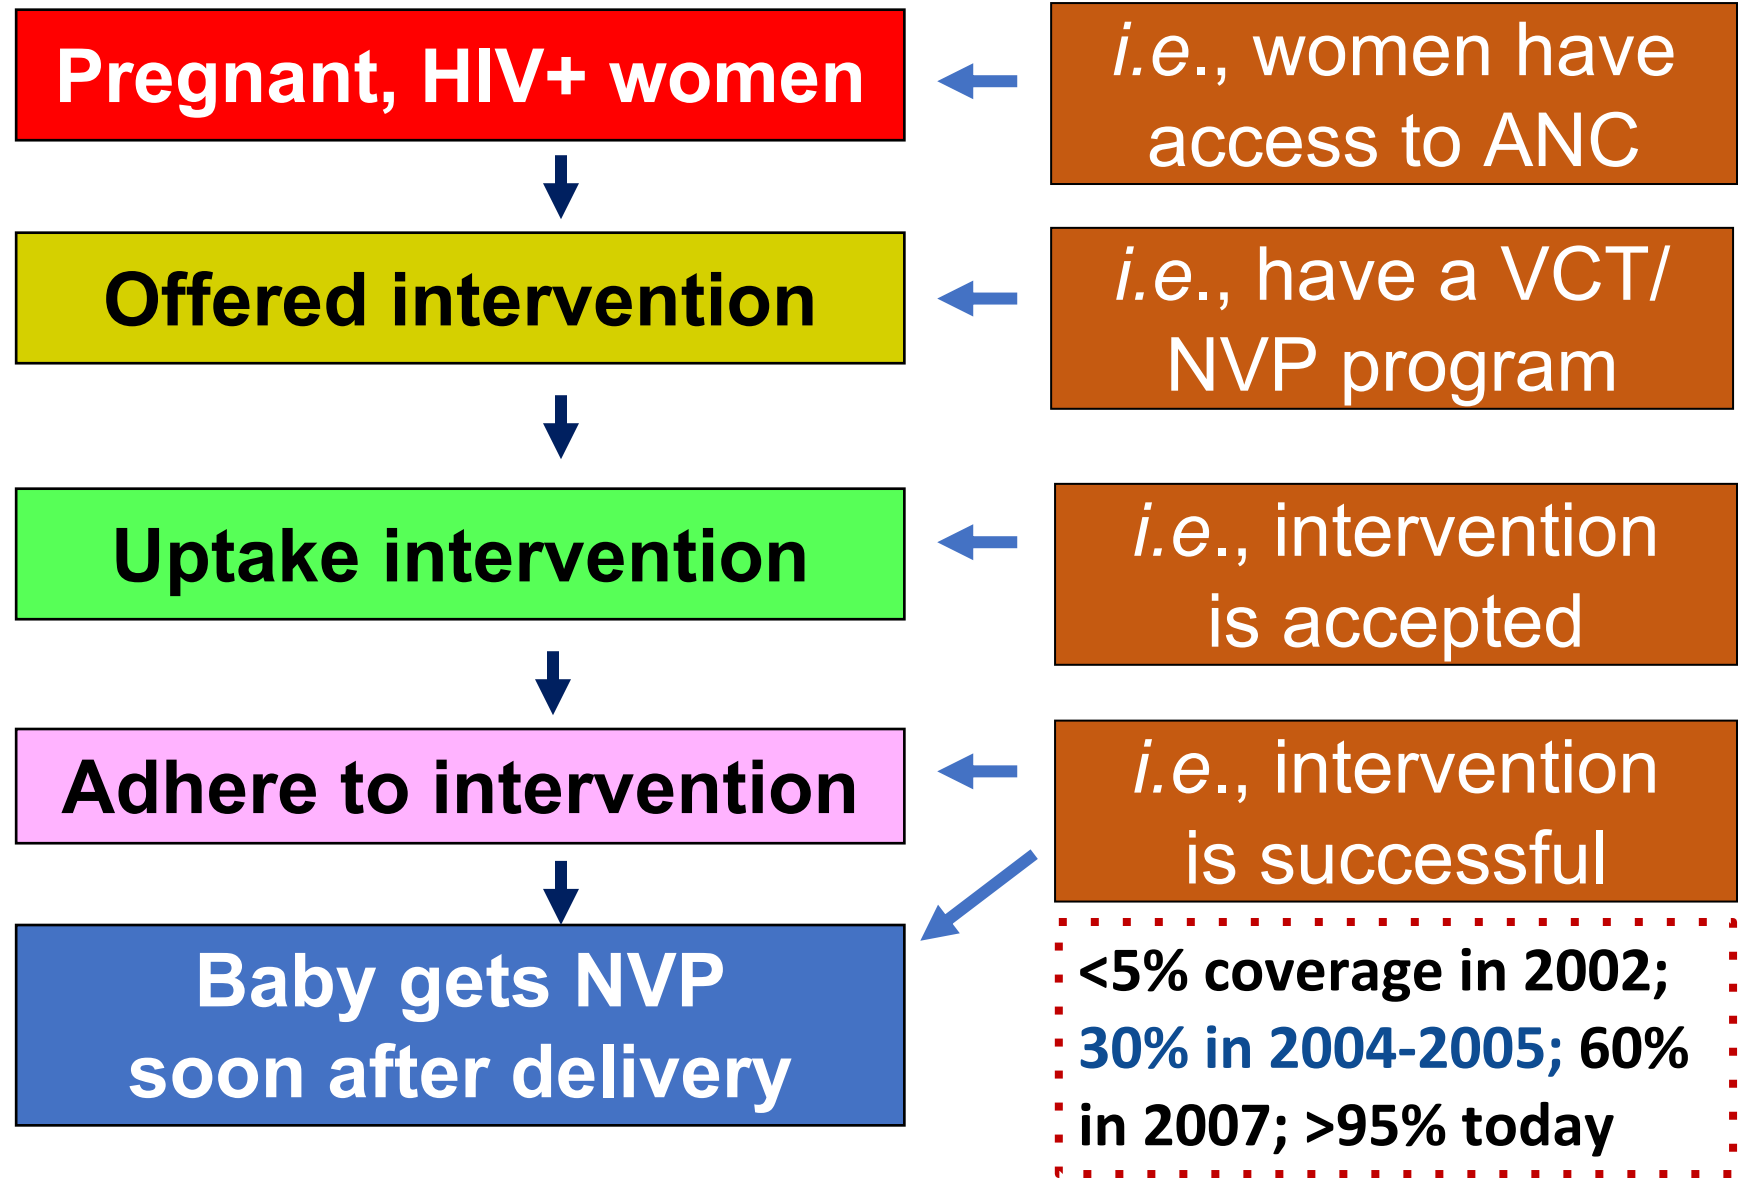 Pregnant, HIV+ women
i.e., women have
access to ANC
Offered intervention
i.e., have a VCT/
NVP program
Uptake intervention
i.e., intervention
is accepted
Adhere to intervention
i.e., intervention
is successful
Baby gets NVP
soon after delivery
<5% coverage in 2002;
30% in 2004-2005; 60%
in 2007; >95% today